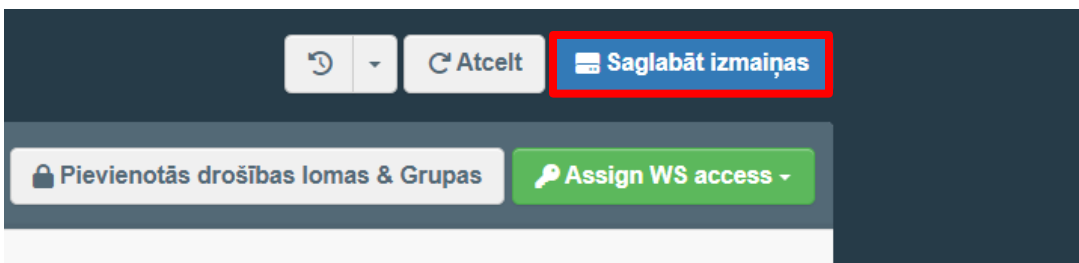 Atcelt Saglabāt izmaiņas
Pievienotās drošības lomas & Grupas Assign WS access